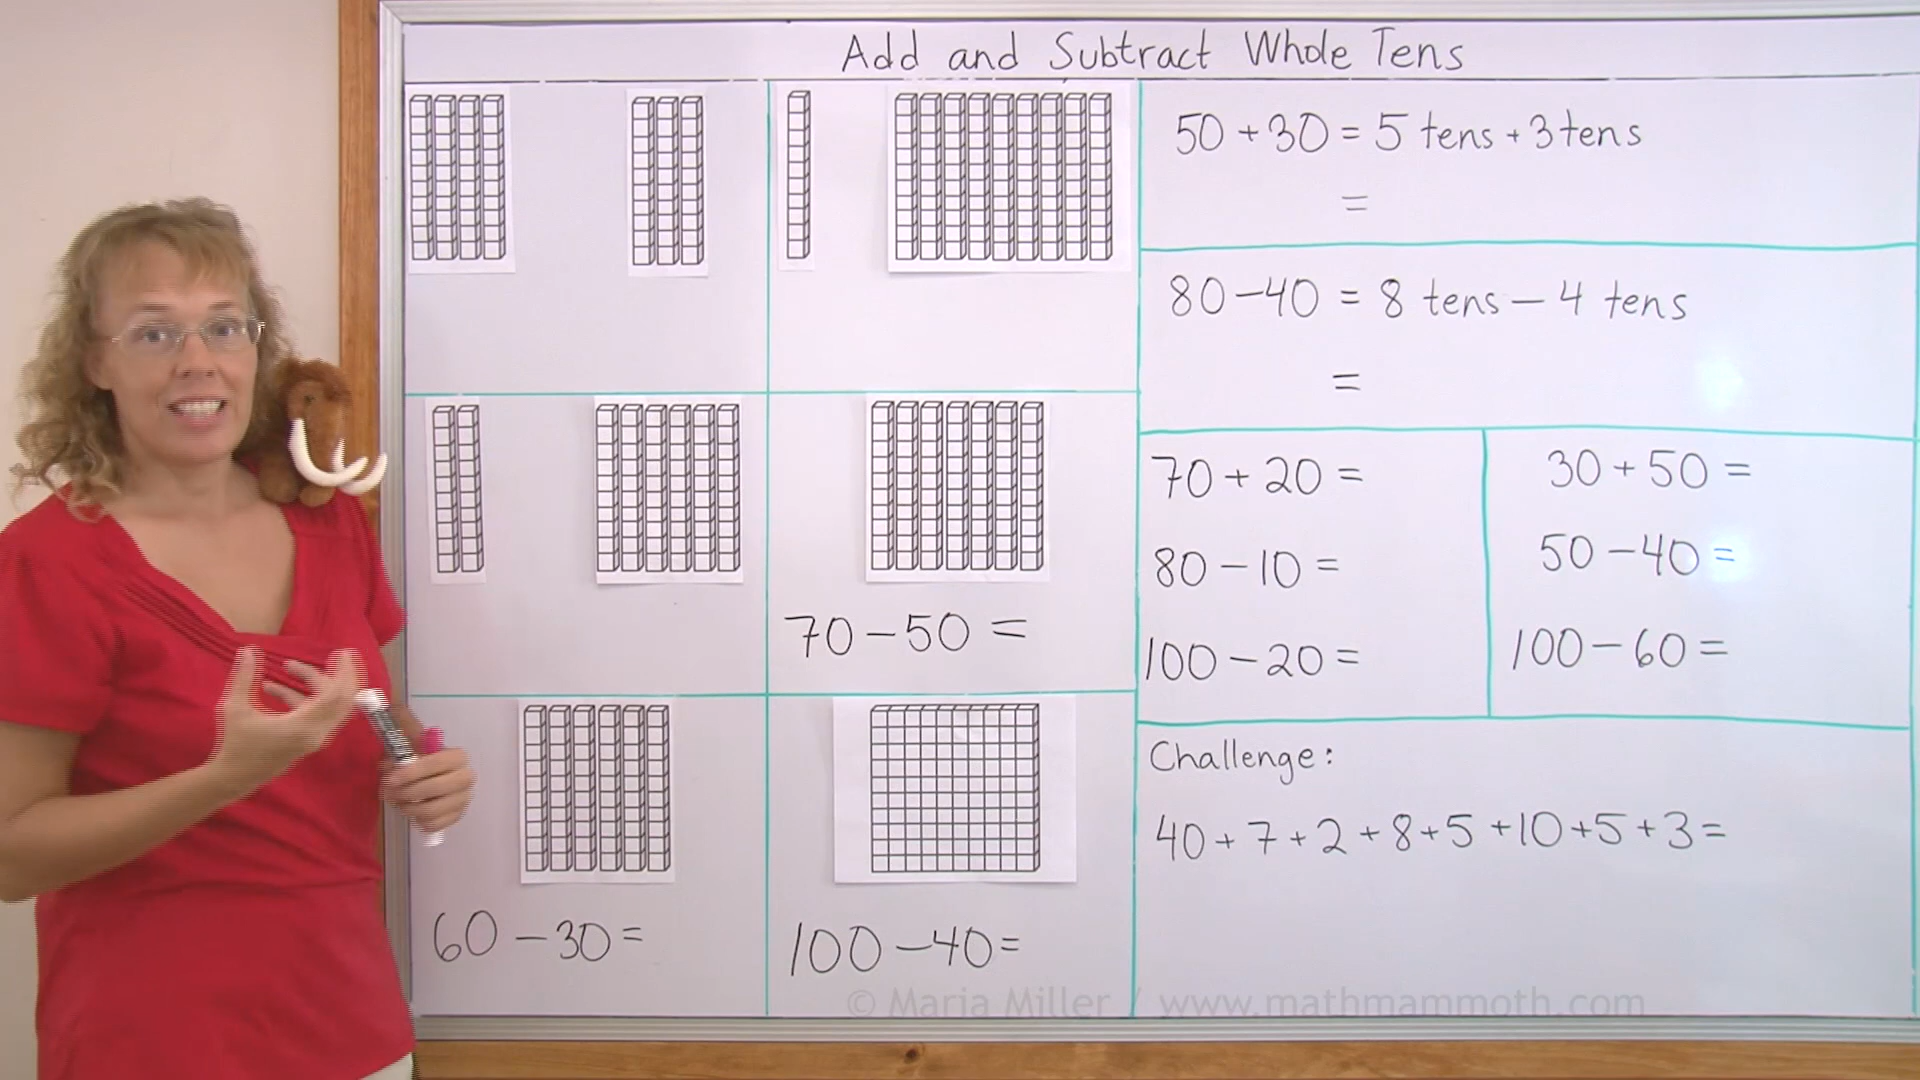 Add and Subtract Whole Tens
70 – 50 =
60 – 30 =
100 – 40 =
50 + 30 = 5 tens + 3 tens
=
80 – 40 = 8 tens – 4 tens
=
70 + 20 =
80 – 10 =
100 – 20 =
30 + 50 =
50 – 40 =
100 – 60 =
Challenge:
40 + 7 + 2 + 8 + 5 + 10 + 5 + 3 =
© Maria Miller / www.mathmammoth.com